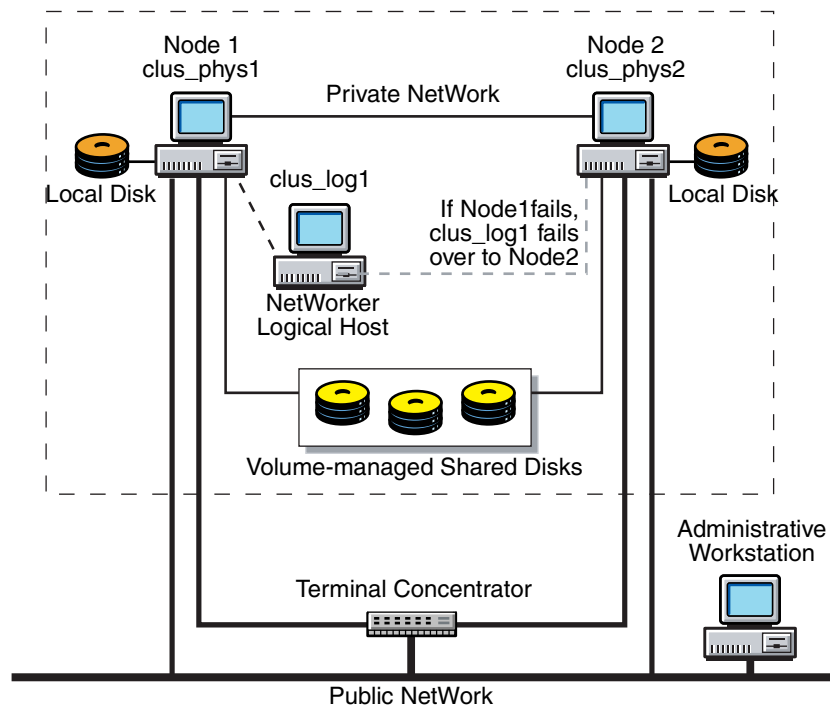 Node 1
clus_phys1
Node 2
clus_phys2
Private NetWork
Local Disk
clus_log1
Local Disk
If Node1fails,
clus_log1 fails
over to Node2
NetWorker
Logical Host
Volume-managed Shared Disks
Administrative
Workstation
Terminal Concentrator
Public NetWork